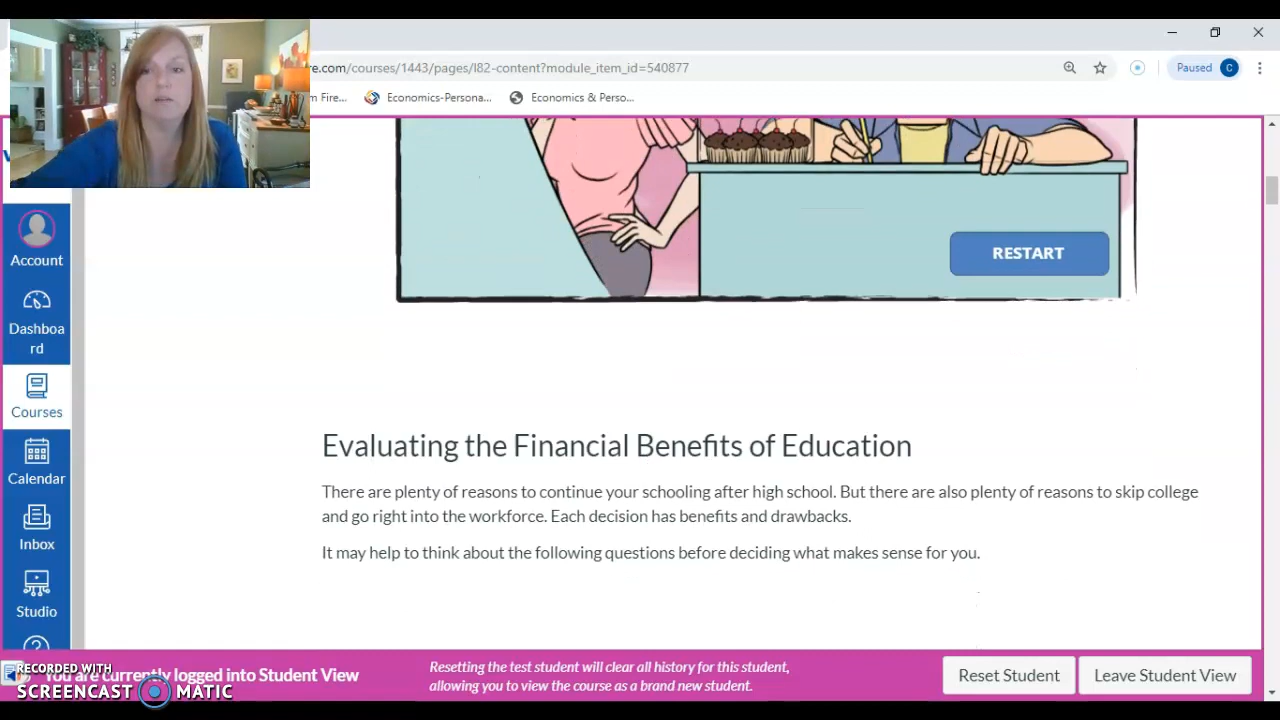 re.com/courses/1443/pages/l82-content?module_item_id=540877
Paused C
m Fire...
Economics-Persona...
Economics & Perso...
Account
Dashboa
rd
Courses
Calendar
Inbox
Studio
RESTART
Evaluating the Financial Benefits of Education
There are plenty of reasons to continue your schooling after high school. But there are also plenty of reasons to skip college
and go right into the workforce. Each decision has benefits and drawbacks.
It may help to think about the following questions before deciding what makes sense for you.
You are currently logged into Student View
Resetting the test student will clear all history for this student,
allowing you to view the course as a brand new student.
Reset Student
Leave Student View
RECORDED WITH
SCREENCAST MATIC